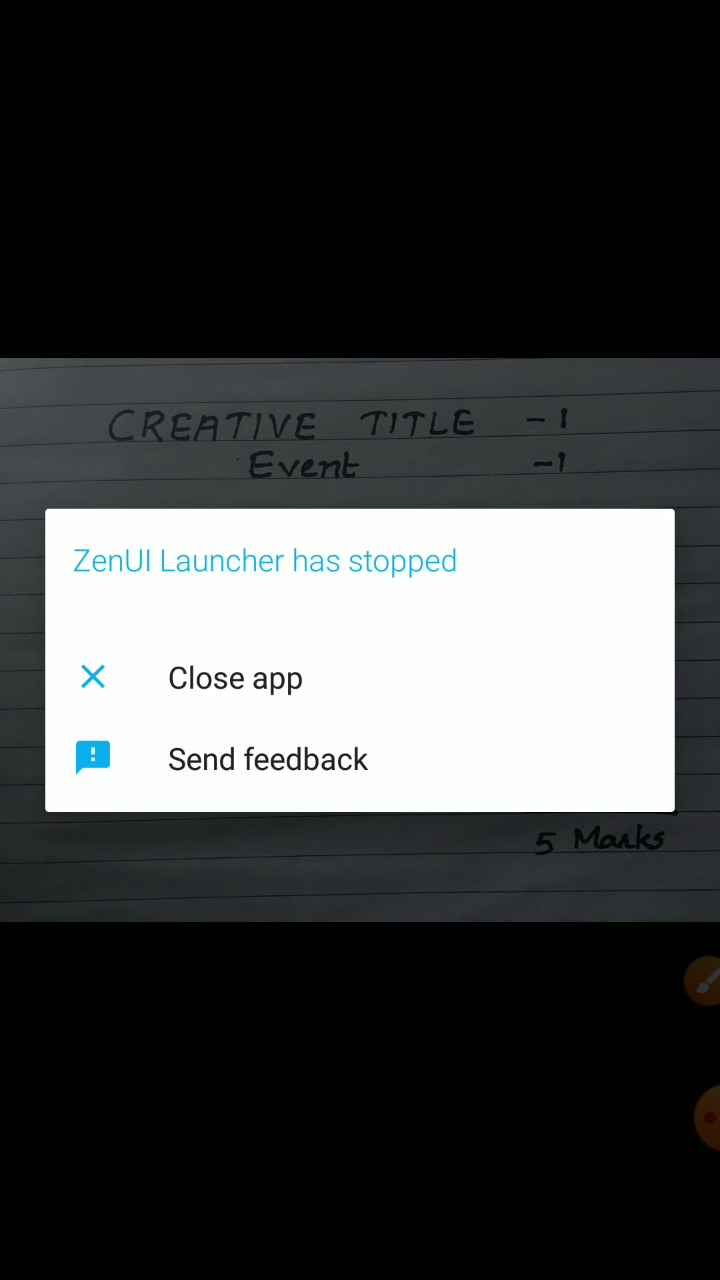 CREATIVE TITLE - 1
Event -1
ZenUI Launcher has stopped
Close app
Send feedback
5 Marks